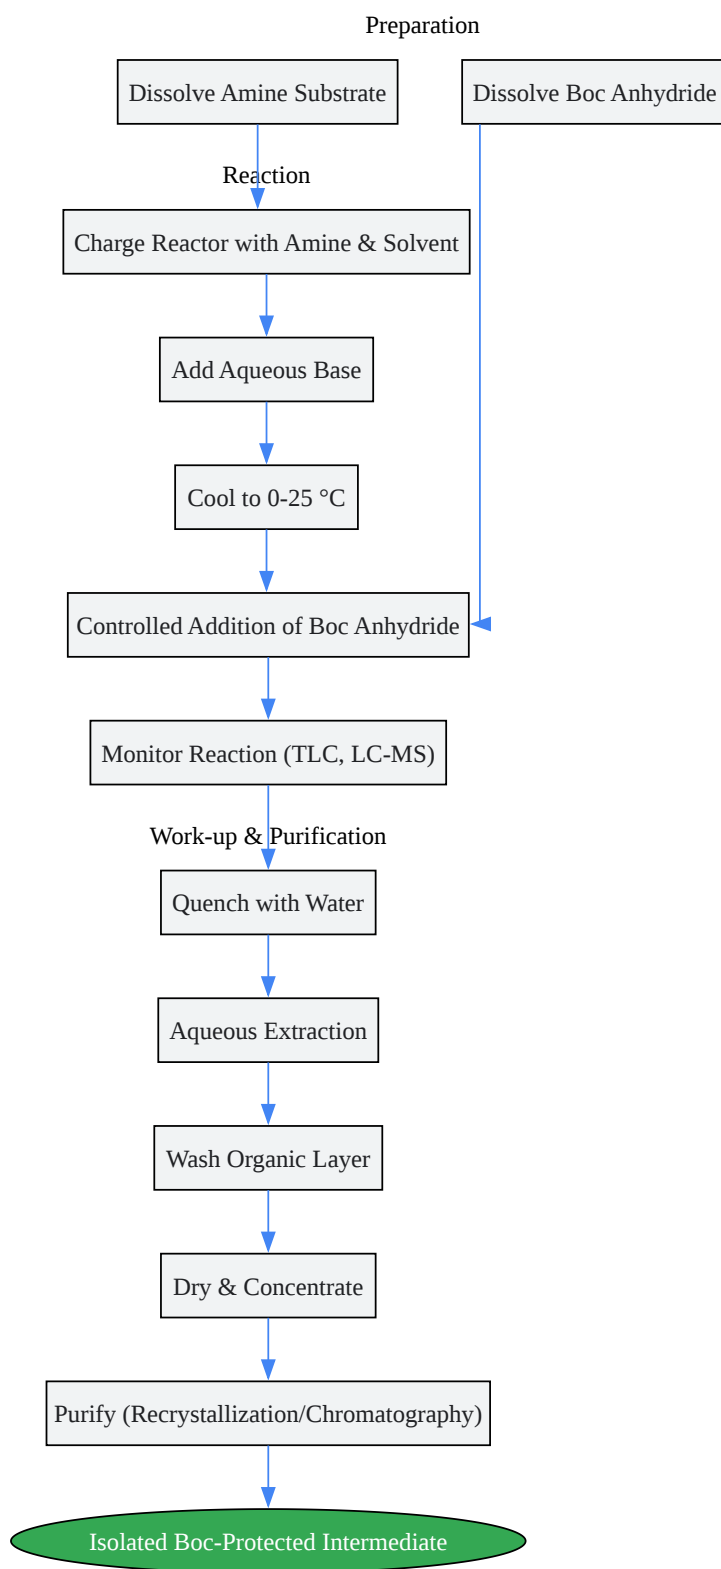 Preparation
Dissolve Amine Substrate
Dissolve Boc Anhydride
Reaction
Charge Reactor with Amine & Solvent
Add Aqueous Base
Cool to 0-25 °C
Controlled Addition of Boc Anhydride
Monitor Reaction (TLC, LC-MS)
Work-up & Purification
Quench with Water
Aqueous Extraction
Wash Organic Layer
Dry & Concentrate
Purify (Recrystallization/Chromatography)
Isolated Boc-Protected Intermediate